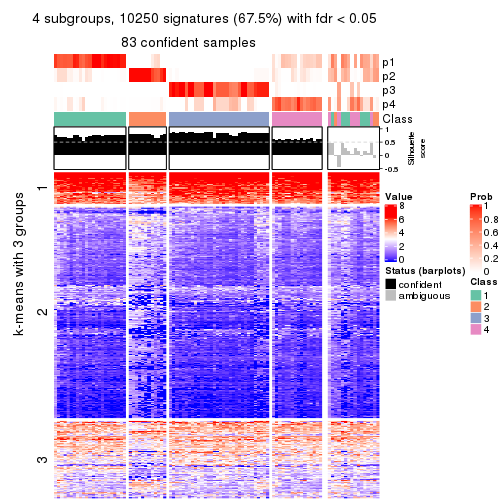 4 subgroups, 10250 signatures (67.5%) with fdr < 0.05
83 confident samples
p1
p2
p3
p4
Class
1
0.5
0
-0.5
Silhouette
score
k-means with 3 groups
1
2
3
Value
8
6
4
2
0
Status (barplots)
confident
ambiguous
Prob
1
0.8
0.6
0.4
0.2
0
Class
1
2
3
4